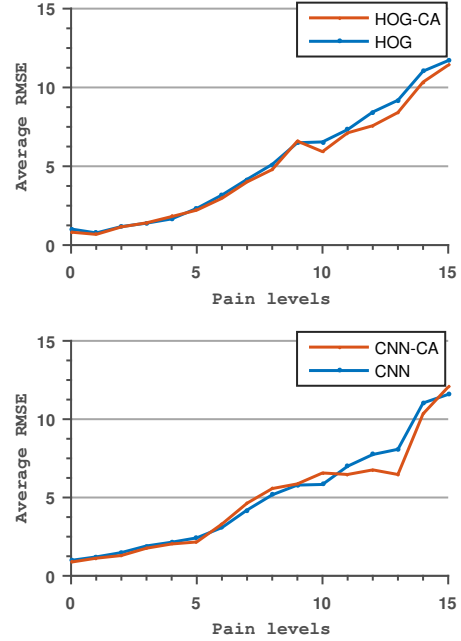 15
HOG-CA
HOG
10
5
0
Average RMSE
0 5 10 15
Pain levels
15
CNN-CA
CNN
10
5
0
Average RMSE
0 5 10 15
Pain levels